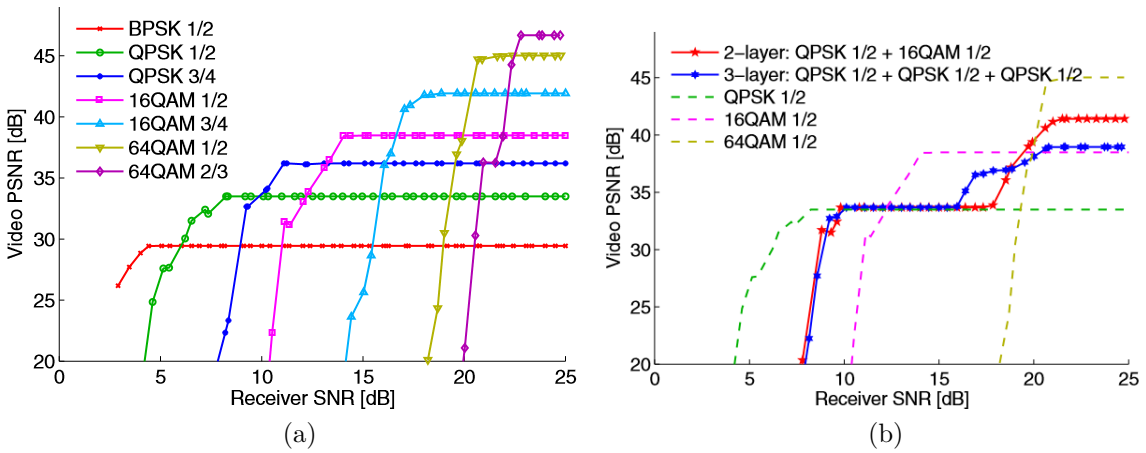 BPSK 1/2
QPSK 1/2
QPSK 3/4
16QAM 1/2
16QAM 3/4
64QAM 1/2
64QAM 2/3
Video PSNR [dB]
45
40
35
30
25
20
0
5
10
15
20
25
Receiver SNR [dB]
(a)
2–layer: QPSK 1/2 + 16QAM 1/2
3–layer: QPSK 1/2 + QPSK 1/2 + QPSK 1/2
QPSK 1/2
16QAM 1/2
64QAM 1/2
Video PSNR [dB]
45
40
35
30
25
20
0
5
10
15
20
25
Receiver SNR [dB]
(b)